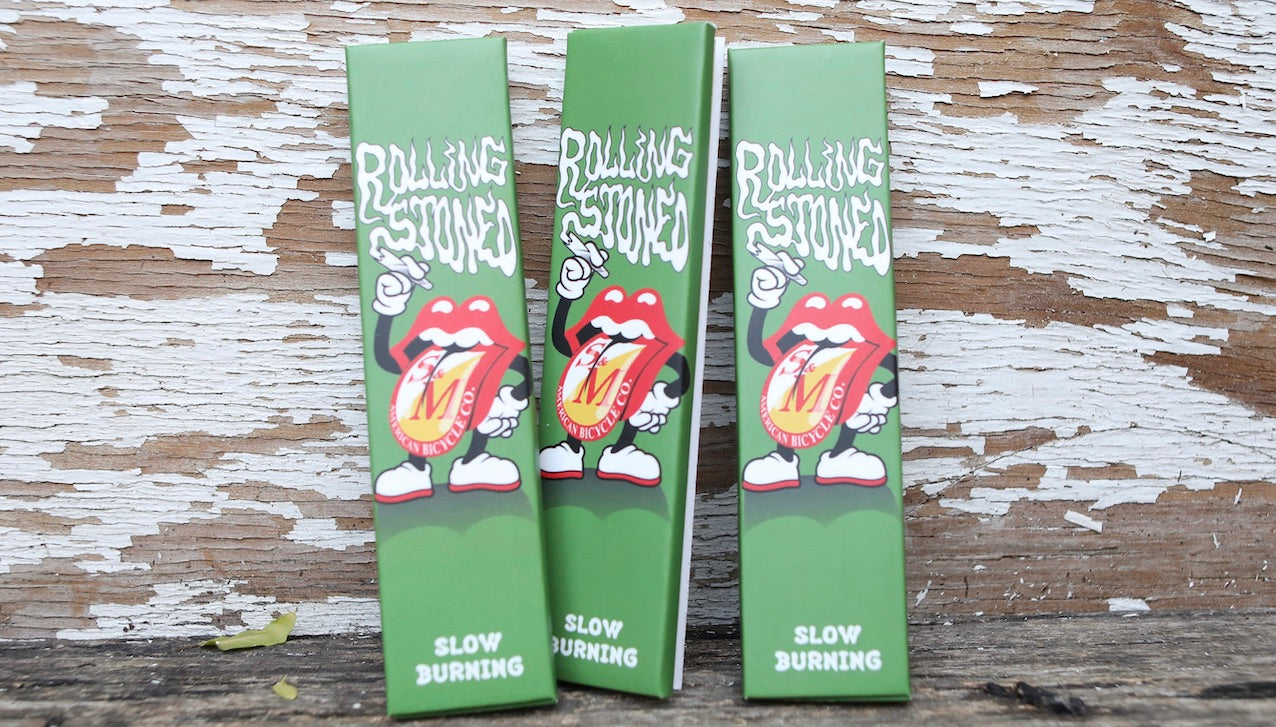 ROLLING
STONED
S&M
AMERICAN BICYCLE CO.
SLOW
BURNING
ROLLING
STONED
S&M
AMERICAN BICYCLE CO.
SLOW
BURNING
ROLLING
STONED
S&M
AMERICAN BICYCLE CO.
SLOW
BURNING